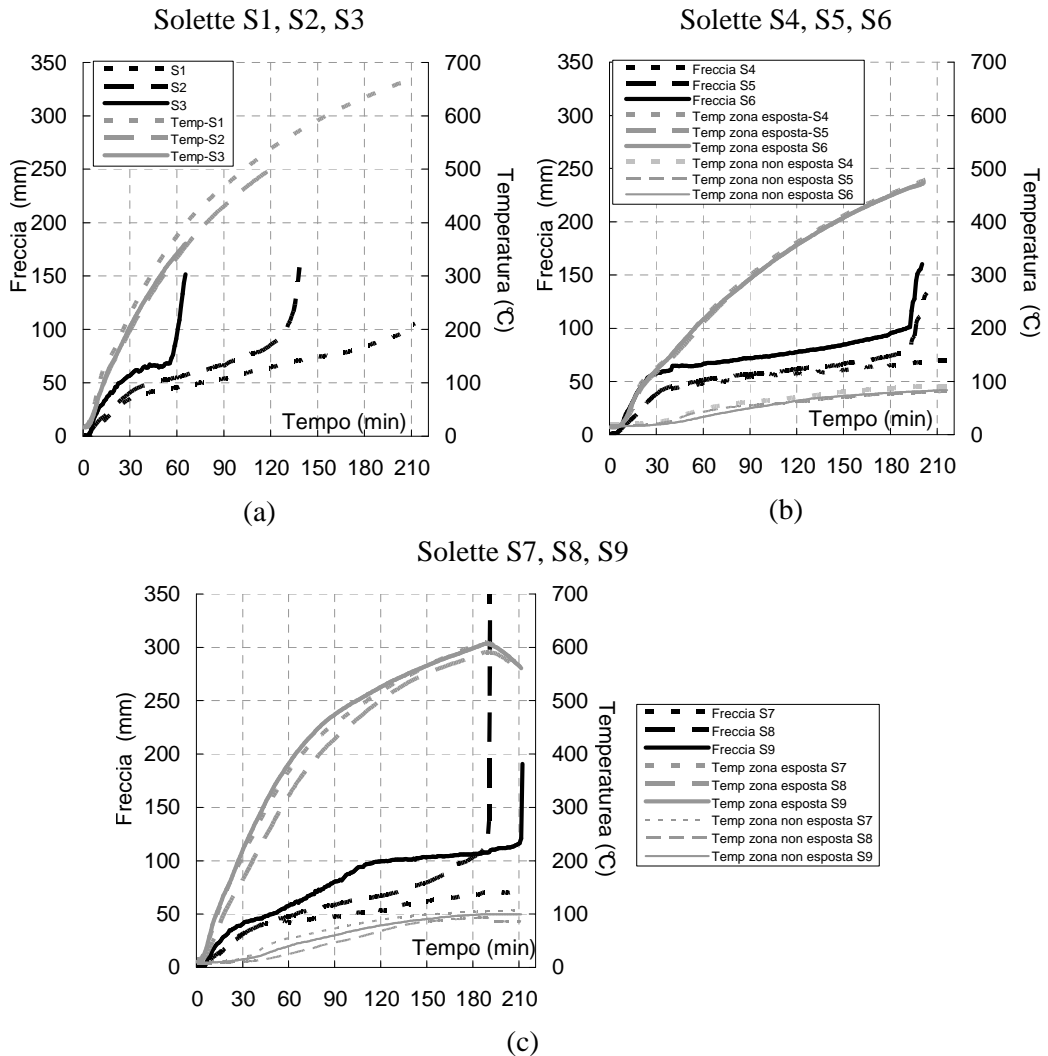 Solette S1, S2, S3
350
300
250
200
150
100
50
0
Freccia (mm)
S1
S2
S3
Temp-S1
Temp-S2
Temp-S3
700
600
500
400
300
200
100
0
Temperatura (°C)
Tempo (min)
0 30 60 90 120 150 180 210
(a)
Solette S4, S5, S6
350
300
250
200
150
100
50
0
Freccia (mm)
Freccia S4
Freccia S5
Freccia S6
Temp zona esposta-S4
Temp zona esposta-S5
Temp zona esposta S6
Temp zona non esposta S4
Temp zona non esposta S5
Temp zona non esposta S6
700
600
500
400
300
200
100
0
Temperatura (°C)
Tempo (min)
0 30 60 90 120 150 180 210
(b)
Solette S7, S8, S9
350
300
250
200
150
100
50
0
Freccia (mm)
700
600
500
400
300
200
100
0
Temperaturea (°C)
Tempo (min)
0 30 60 90 120 150 180 210
Freccia S7
Freccia S8
Freccia S9
Temp zona esposta S7
Temp zona esposta S8
Temp zona esposta S9
Temp zona non esposta S7
Temp zona non esposta S8
Temp zona non esposta S9
(c)